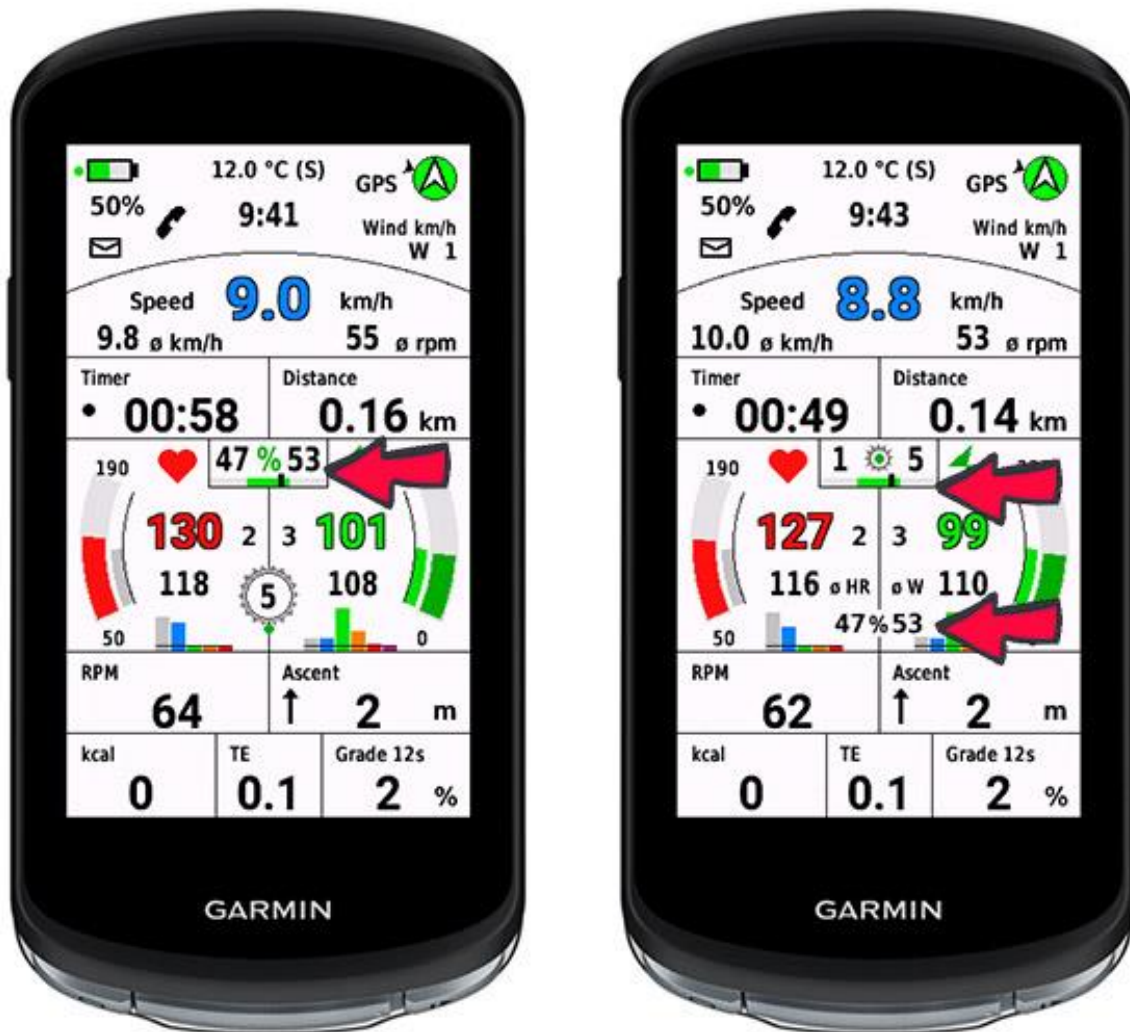 12.0 °C (S)
GPS
50%
9:41
Wind km/h
W 1
Speed 9.0 km/h
9.8 ø km/h 55 ø rpm
Timer Distance
00:58 0.16 km
190 47 % 53
130 2 3 101
118 5 108
50 0
RPM Ascent
64 2 m
kcal TE Grade 12s
0 0.1 2 %
GARMIN
12.0 °C (S)
GPS
50%
9:43
Wind km/h
W 1
Speed 8.8 km/h
10.0 ø km/h 53 ø rpm
Timer Distance
00:49 0.14 km
190 1 5
127 2 3 99
116 ø HR ø W 110
47 % 53
50 0
RPM Ascent
62 2 m
kcal TE Grade 12s
0 0.1 2 %
GARMIN